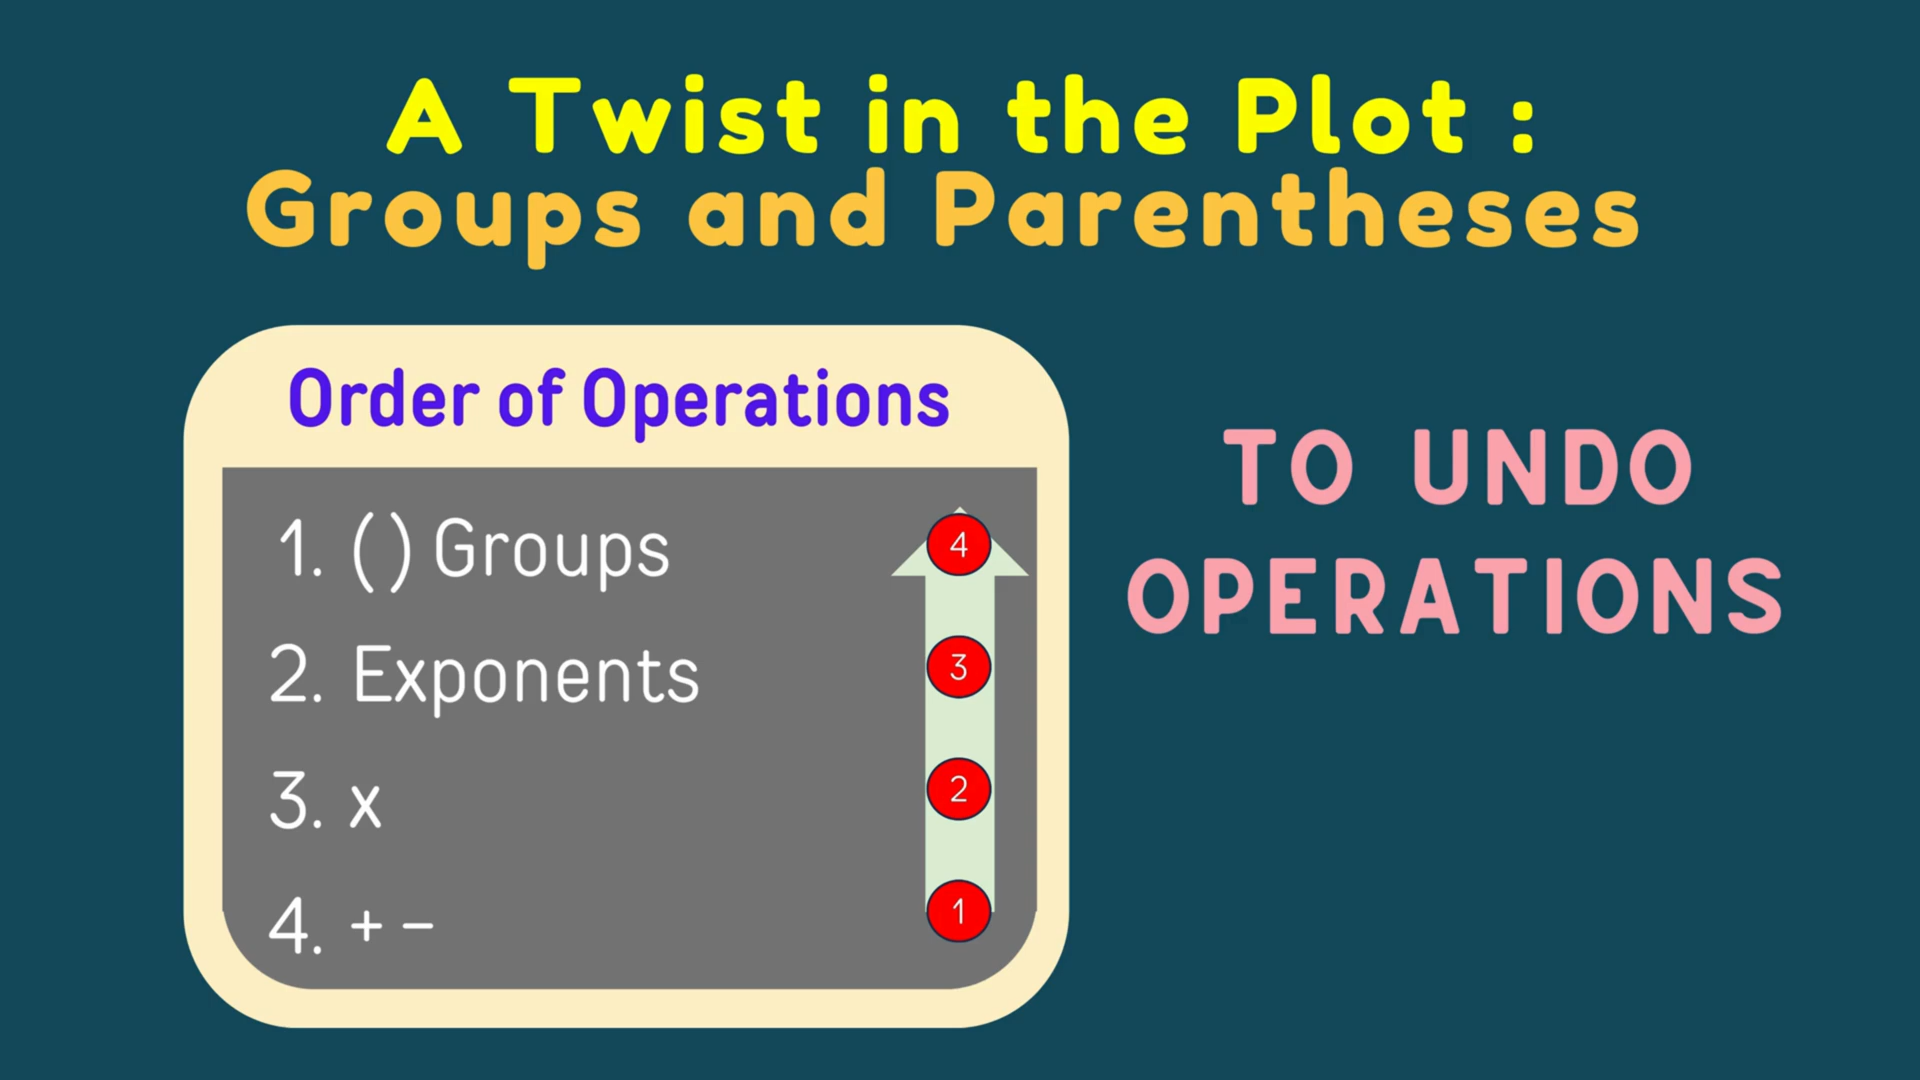 A Twist in the Plot :
Groups and Parentheses
Order of Operations
1. ( ) Groups
2. Exponents
3. x
4. + −
4
3
2
1
TO UNDO
OPERATIONS